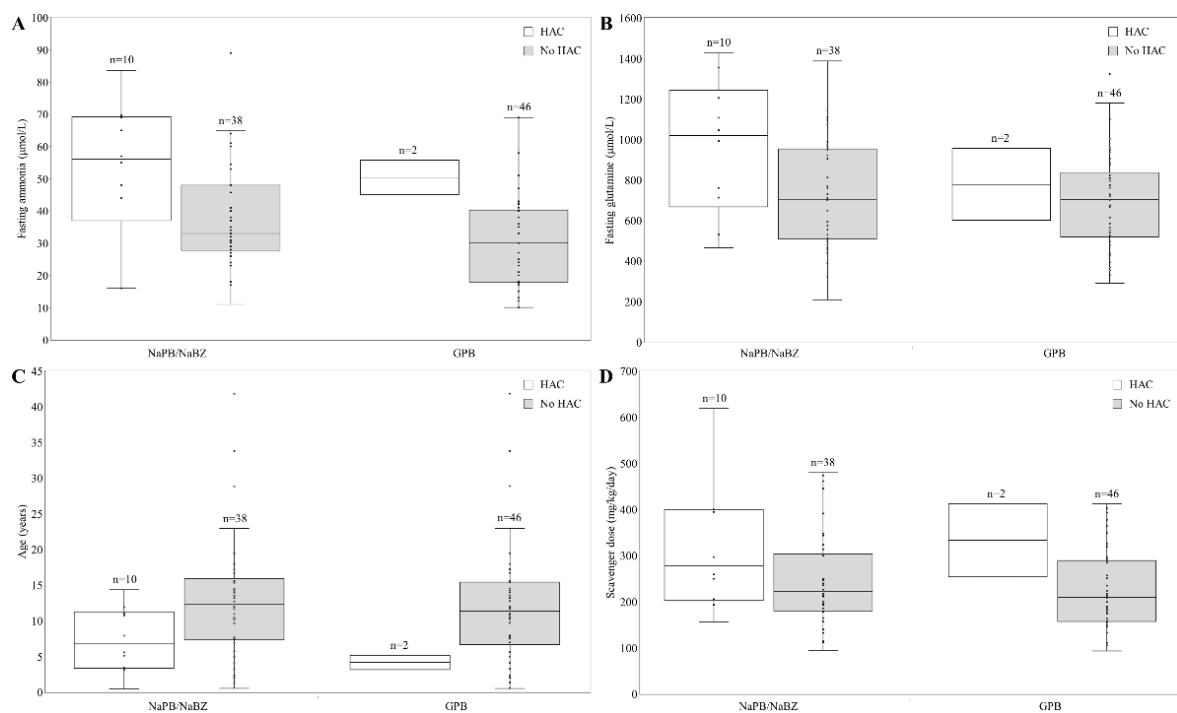 A
Fasting ammonia (μmol/L)
100
90
80
70
60
50
40
30
20
10
0
n=10
n=38
n=2
n=46
HAC
No HAC
NaPB/NaBZ
GPB
B
Fasting glutamine (μmol/L)
1600
1400
1200
1000
800
600
400
200
0
n=10
n=38
n=2
n=46
HAC
No HAC
NaPB/NaBZ
GPB
C
Age (years)
45
40
35
30
25
20
15
10
5
0
n=10
n=38
n=2
n=46
HAC
No HAC
NaPB/NaBZ
GPB
D
Scavenger dose (mg/kg/day)
700
600
500
400
300
200
100
0
n=10
n=38
n=2
n=46
HAC
No HAC
NaPB/NaBZ
GPB